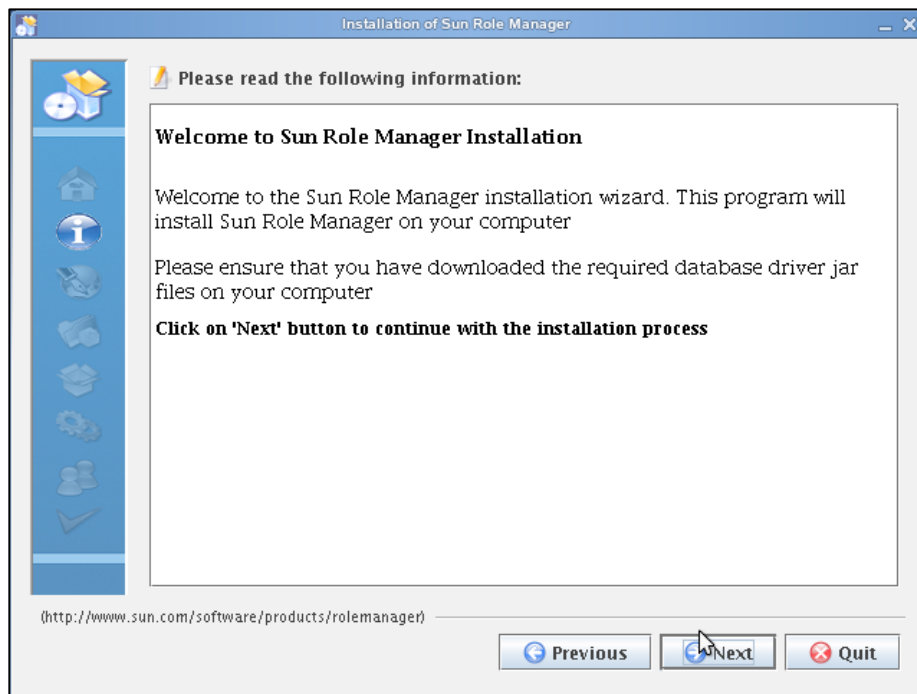 Installation of Sun Role Manager
Please read the following information:
Welcome to Sun Role Manager Installation
Welcome to the Sun Role Manager installation wizard. This program will
install Sun Role Manager on your computer
Please ensure that you have downloaded the required database driver jar
files on your computer
Click on 'Next' button to continue with the installation process
(http://www.sun.com/software/products/rolemanager)
Previous
Next
Quit